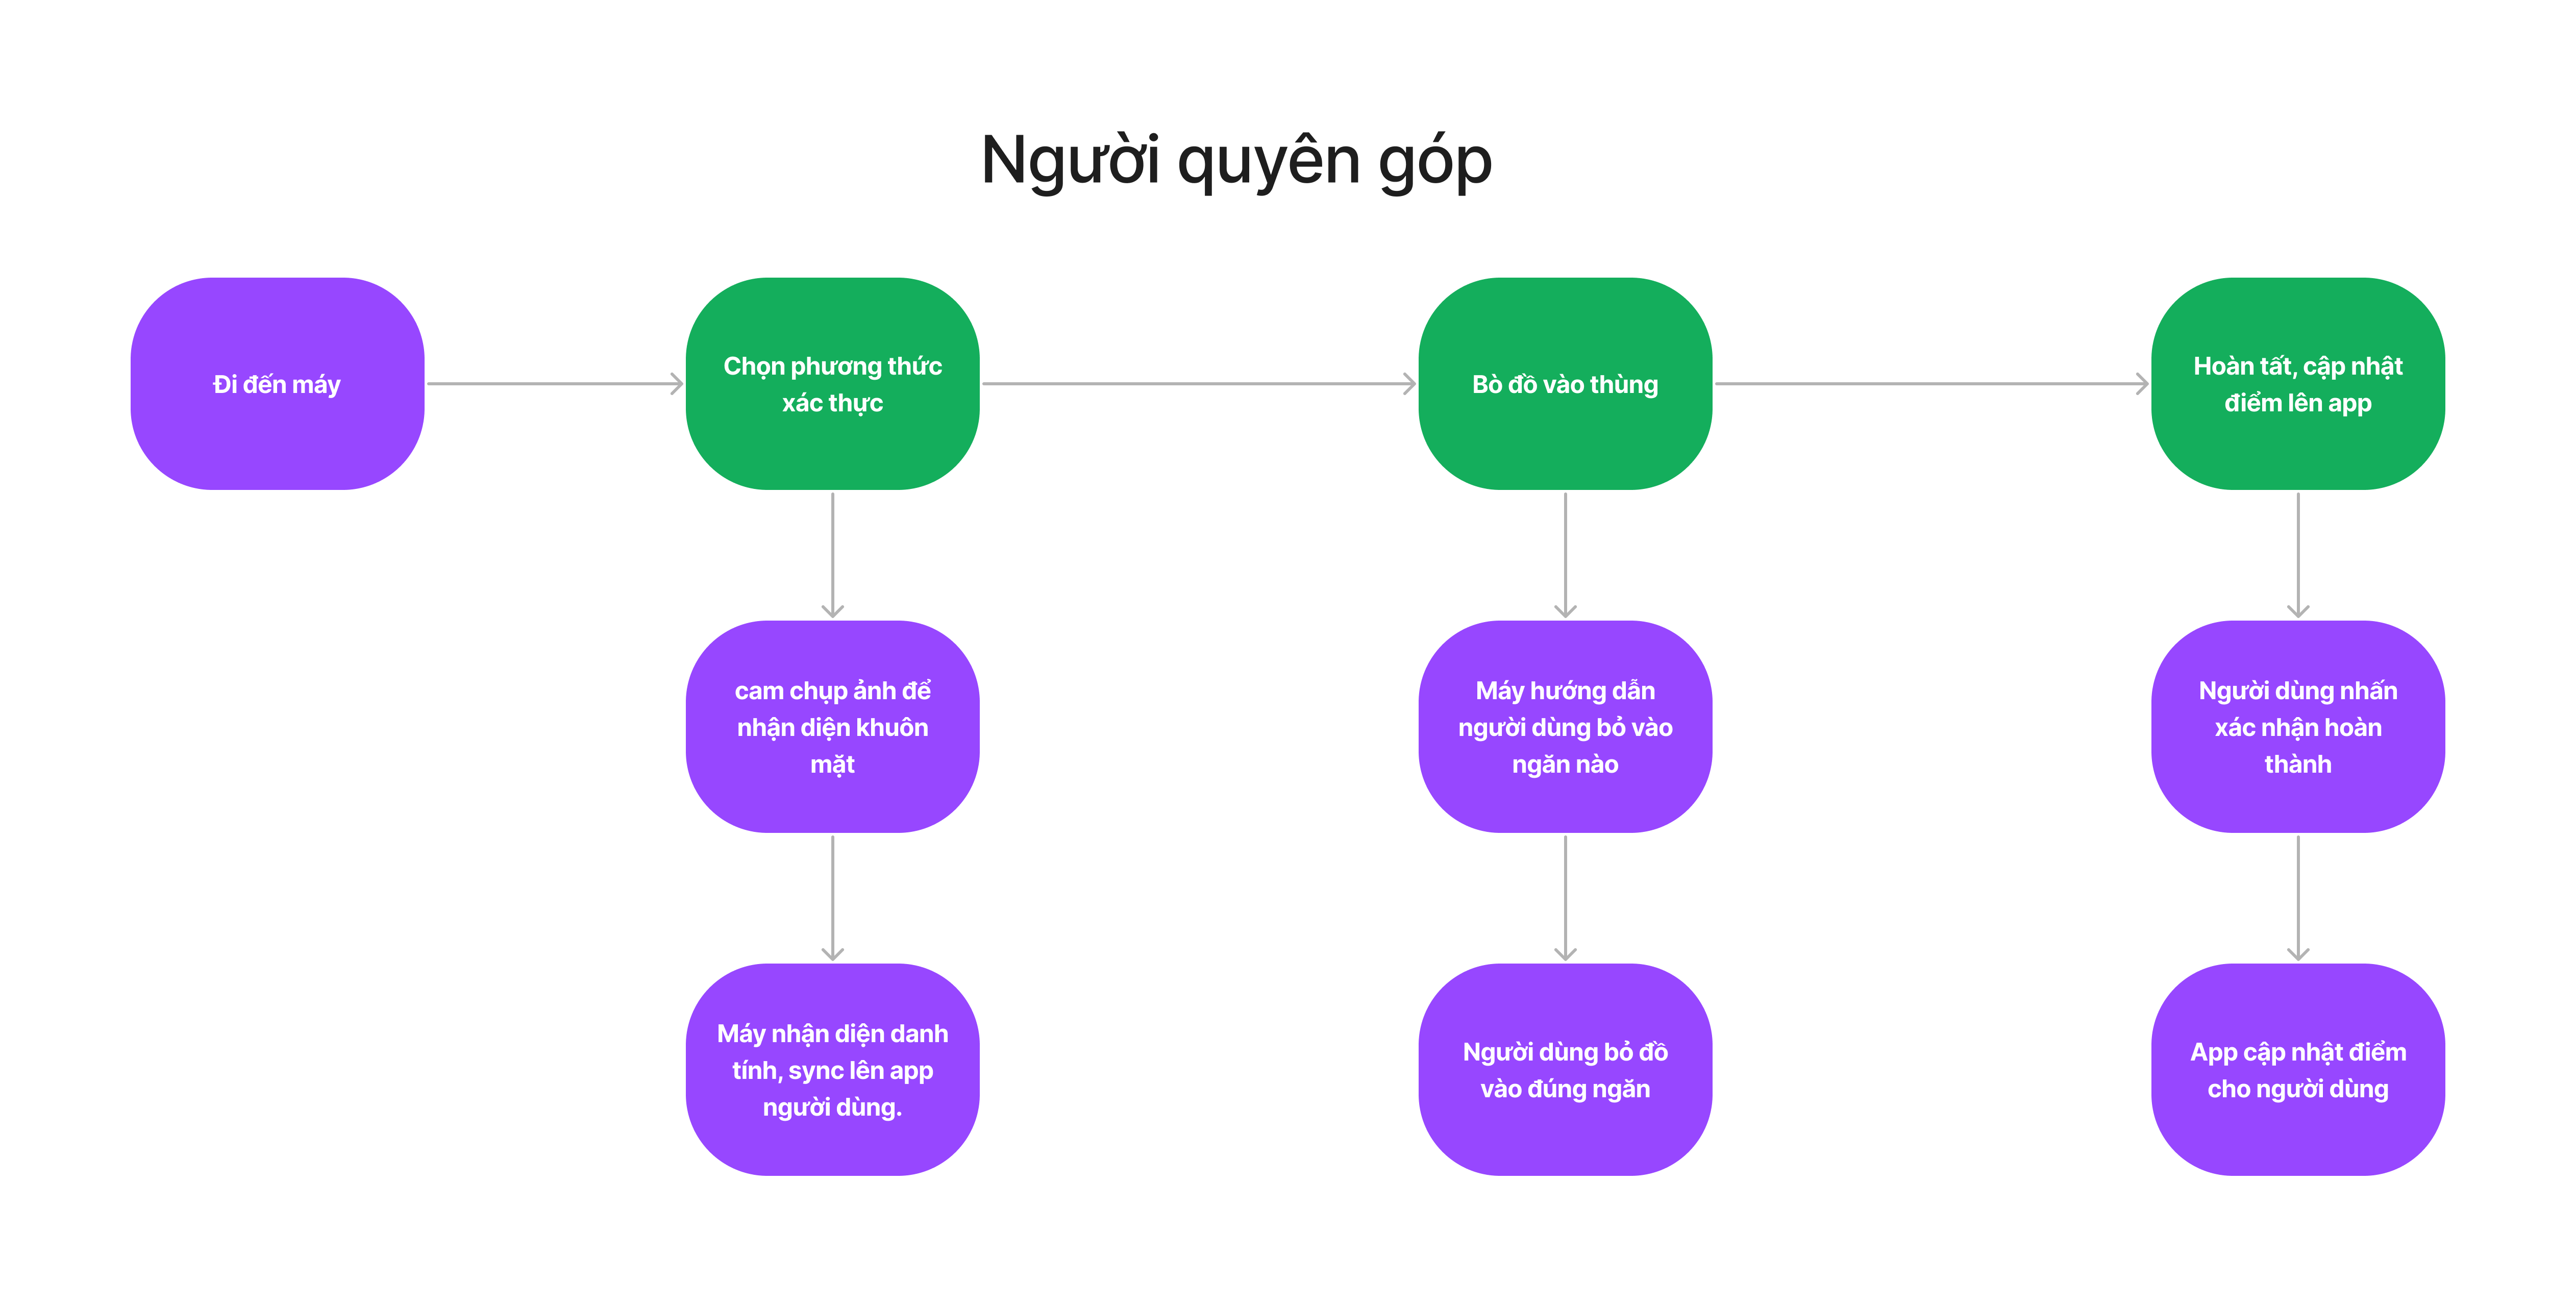 Người quyên góp
Đi đến máy
Chọn phương thức
xác thực
Bò đồ vào thùng
Hoàn tất, cập nhật
điểm lên app
cam chụp ảnh để
nhận diện khuôn
mặt
Máy hướng dẫn
người dùng bỏ vào
ngăn nào
Người dùng nhấn
xác nhận hoàn
thành
Máy nhận diện danh
tính, sync lên app
người dùng.
Người dùng bỏ đồ
vào đúng ngăn
App cập nhật điểm
cho người dùng